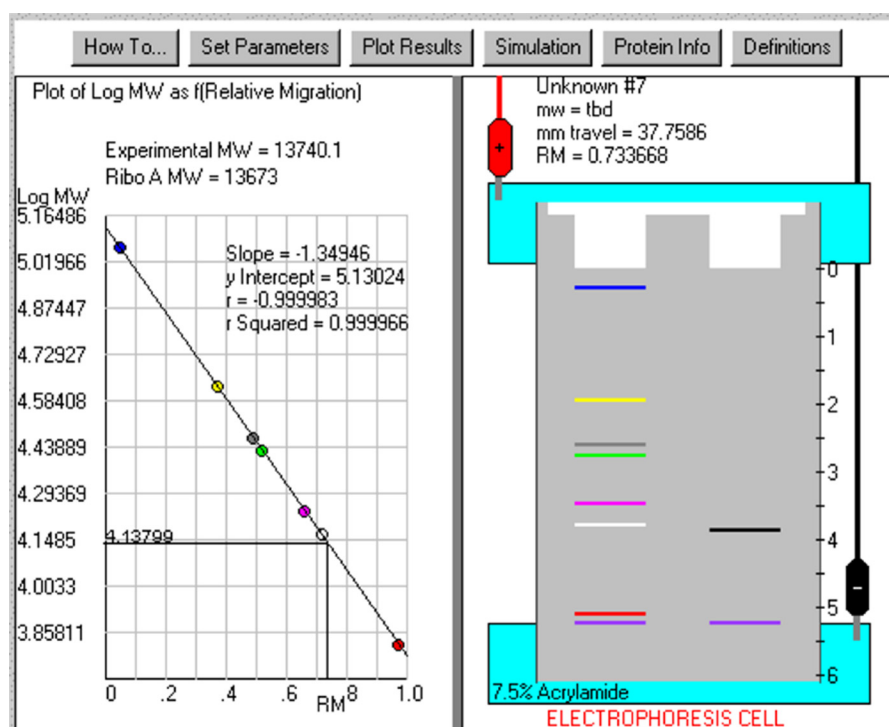 How To... Set Parameters Plot Results Simulation Protein Info Definitions
Plot of Log MW as f(Relative Migration)
Experimental MW = 13740.1
Ribo A MW = 13673
Log MW
5.16486
5.01966
4.87447
4.72927
4.58408
4.43889
4.29369
4.1485
4.0033
3.85811
Slope = -1.34946
y Intercept = 5.13024
r = -0.999983
r Squared = 0.999966
4.13799
0 .2 .4 .6 .8 1.0
RM
Unknown #7
mw = tbd
mm travel = 37.7586
RM = 0.733668
+
-
0
1
2
3
4
5
6
7.5% Acrylamide
ELECTROPHORESIS CELL